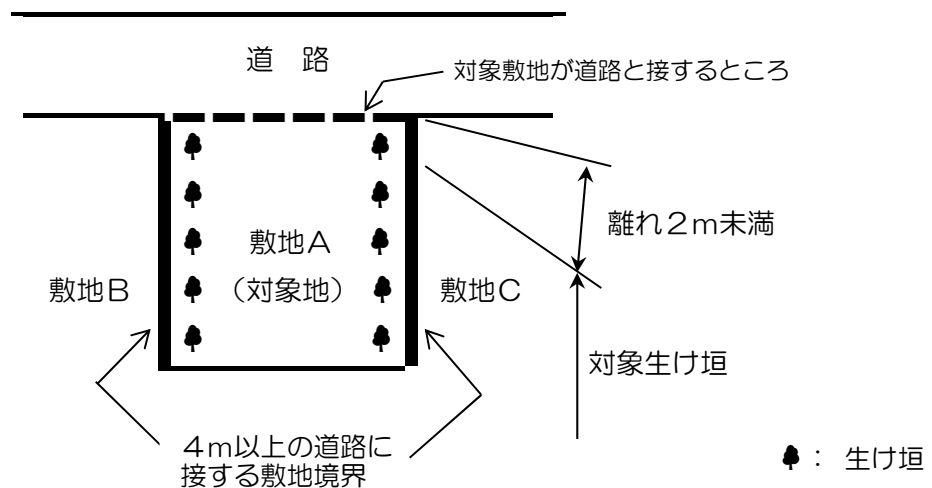 道 路
対象敷地が道路と接するところ
敷地A
（対象地）
敷地B
敷地C
離れ2m未満
対象生け垣
4m以上の道路に
接する敷地境界
： 生け垣